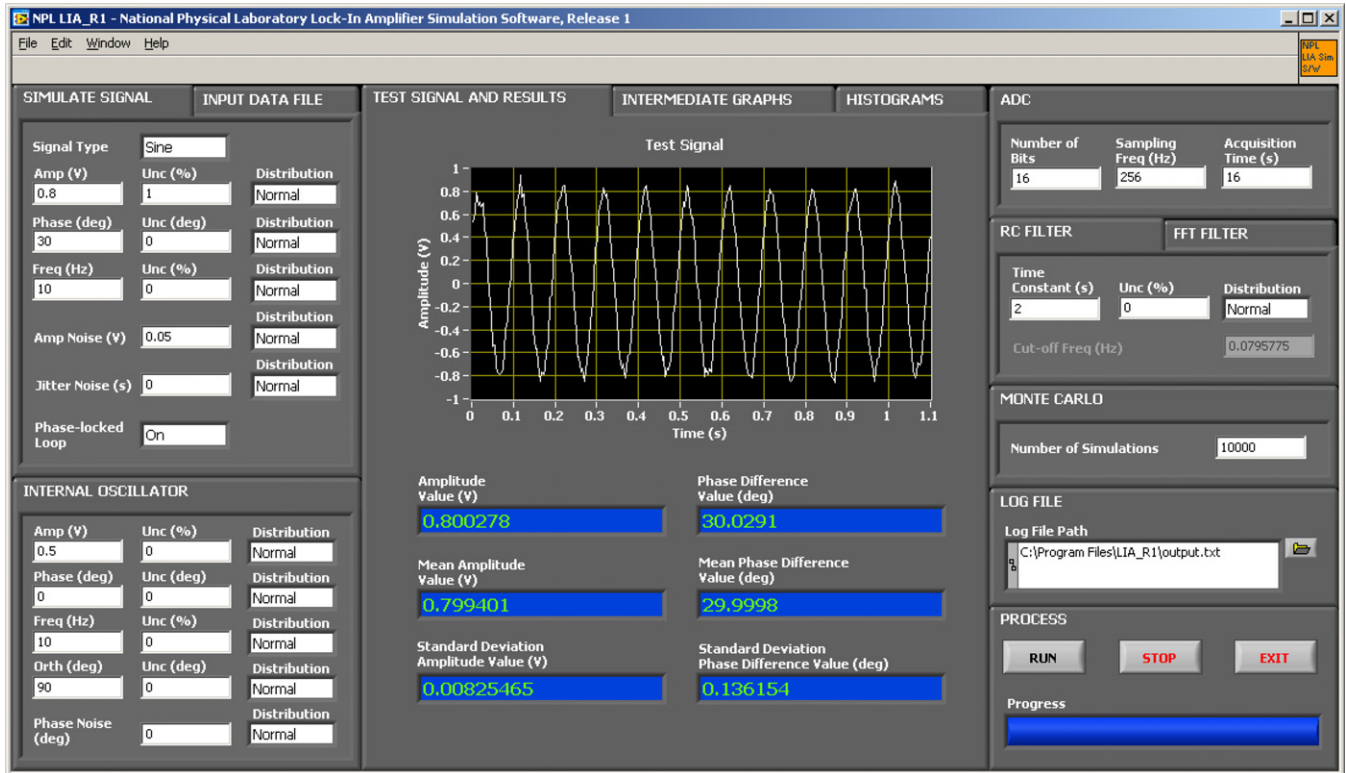 NPL LIA_R1 - National Physical Laboratory Lock-In Amplifier Simulation Software, Release 1
File Edit Window Help
NPL
LIA Sim
S/W
SIMULATE SIGNAL INPUT DATA FILE
Signal Type Sine
Amp (V) Unc (%) Distribution
0.8 1 Normal
Phase (deg) Unc (deg) Distribution
30 0 Normal
Freq (Hz) Unc (%) Distribution
10 0 Normal
Distribution
Amp Noise (V) 0.05 Normal
Distribution
Jitter Noise (s) 0 Normal
Phase-locked
Loop On
INTERNAL OSCILLATOR
Amp (V) Unc (%) Distribution
0.5 0 Normal
Phase (deg) Unc (deg) Distribution
0 0 Normal
Freq (Hz) Unc (%) Distribution
10 0 Normal
Orth (deg) Unc (deg) Distribution
90 0 Normal
Distribution
Phase Noise
(deg) 0 Normal
TEST SIGNAL AND RESULTS INTERMEDIATE GRAPHS HISTOGRAMS
Test Signal
Amplitude (V)
1
0.8
0.6
0.4
0.2
0
-0.2
-0.4
-0.6
-0.8
-1
0 0.1 0.2 0.3 0.4 0.5 0.6 0.7 0.8 0.9 1 1.1
Time (s)
Amplitude
Value (V)
0.800278
Phase Difference
Value (deg)
30.0291
Mean Amplitude
Value (V)
0.799401
Mean Phase Difference
Value (deg)
29.9998
Standard Deviation
Amplitude Value (V)
0.00825465
Standard Deviation
Phase Difference Value (deg)
0.136154
ADC
Number of
Bits
16
Sampling
Freq (Hz)
256
Acquisition
Time (s)
16
RC FILTER FFT FILTER
Time
Constant (s) Unc (%) Distribution
2 0 Normal
Cut-off Freq (Hz) 0.0795775
MONTE CARLO
Number of Simulations 10000
LOG FILE
Log File Path
C:\Program Files\LIA_R1\output.txt
PROCESS
RUN STOP EXIT
Progress